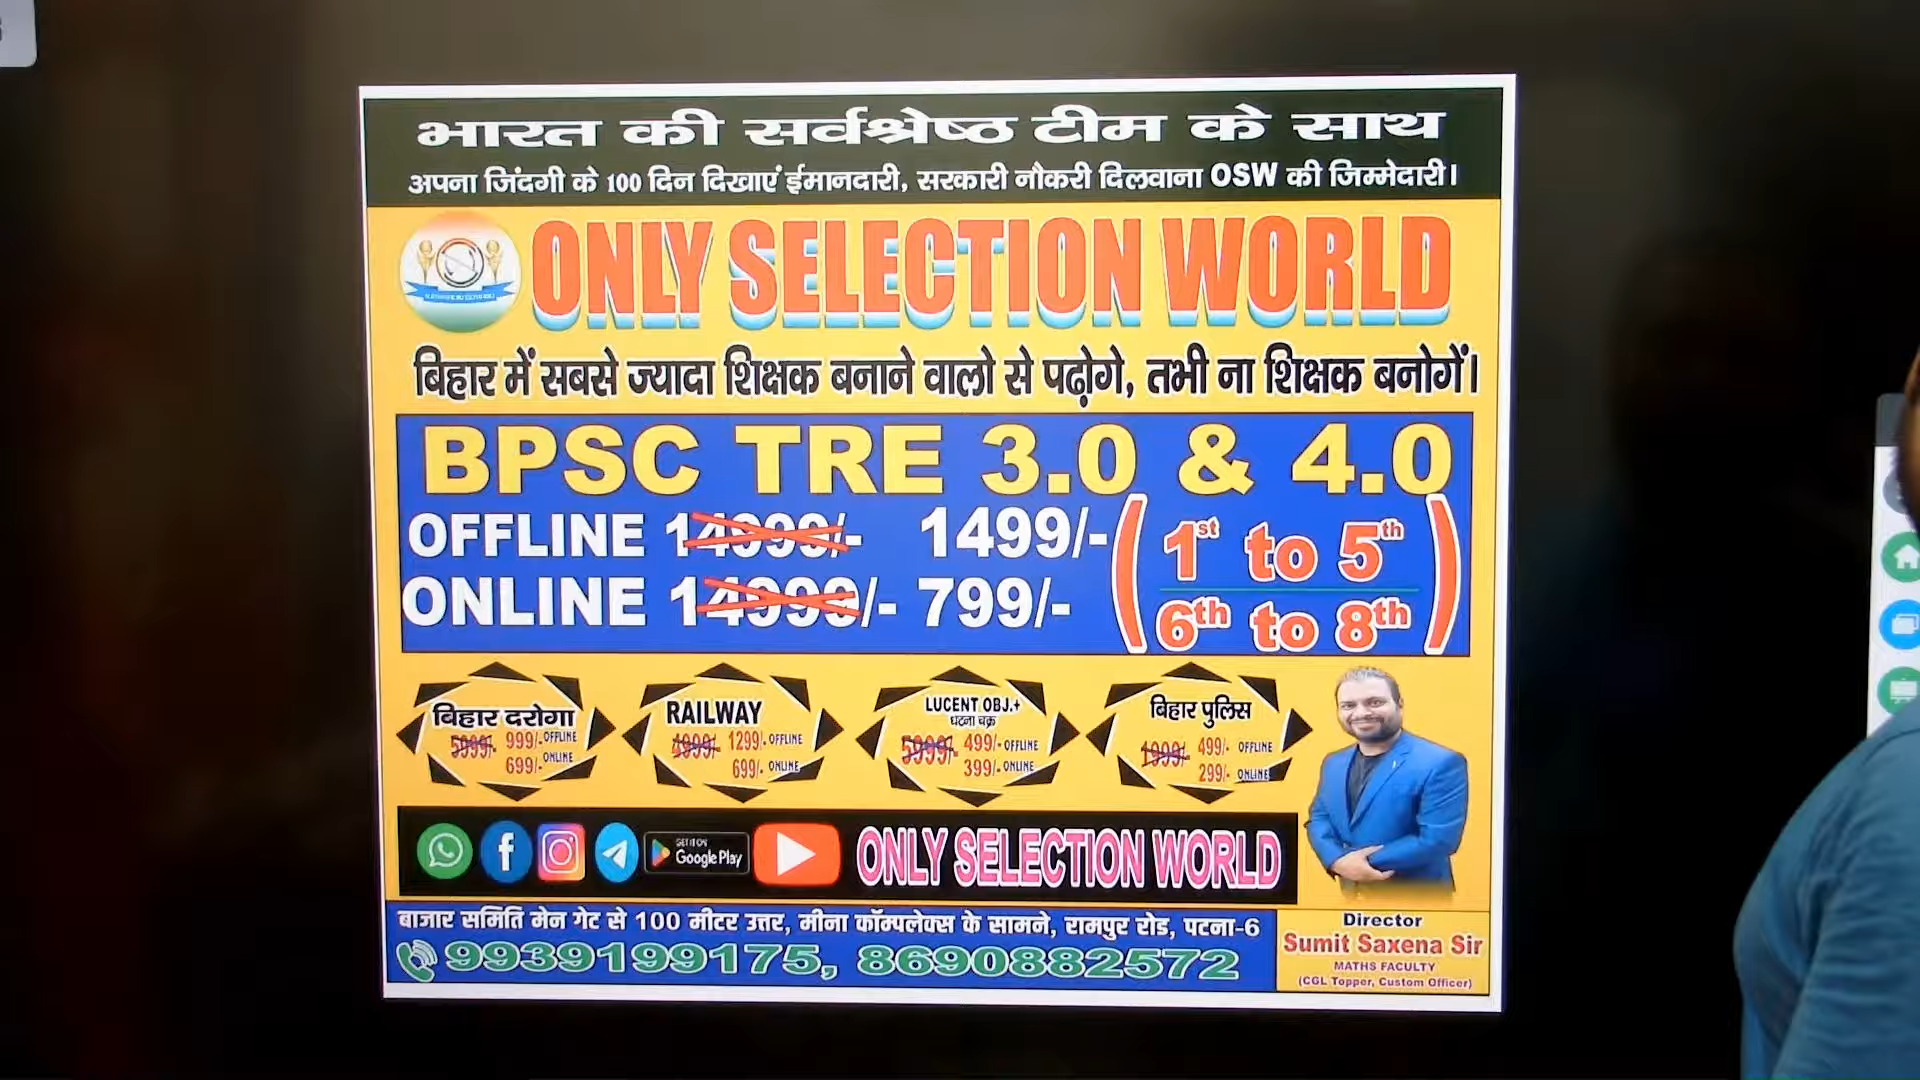 भारत की सर्वश्रेष्ठ टीम के साथ
अपना जिंदगी के 100 दिन दिखाएं ईमानदारी, सरकारी नौकरी दिलवाना OSW की जिम्मेदारी।
ONLY SELECTION WORLD
बिहार में सबसे ज्यादा शिक्षक बनाने वालो से पढ़ोगे, तभी ना शिक्षक बनोगें।
BPSC TRE 3.0 & 4.0
OFFLINE 14999/- 1499/-
ONLINE 14999/- 799/-
(1st to 5th
6th to 8th)
बिहार दरोगा
5999/- 999/- OFFLINE
699/- ONLINE
RAILWAY
4999/- 1299/- OFFLINE
699/- ONLINE
LUCENT OBJ.+
घटना चक्र
5999/- 499/- OFFLINE
399/- ONLINE
बिहार पुलिस
1999/- 499/- OFFLINE
299/- ONLINE
GET IT ON
Google Play
ONLY SELECTION WORLD
बाजार समिति मेन गेट से 100 मीटर उत्तर, मीना कॉम्पलेक्स के सामने, रामपुर रोड, पटना-6
9939199175, 8690882572
Director
Sumit Saxena Sir
MATHS FACULTY
(CGL Topper, Custom Officer)